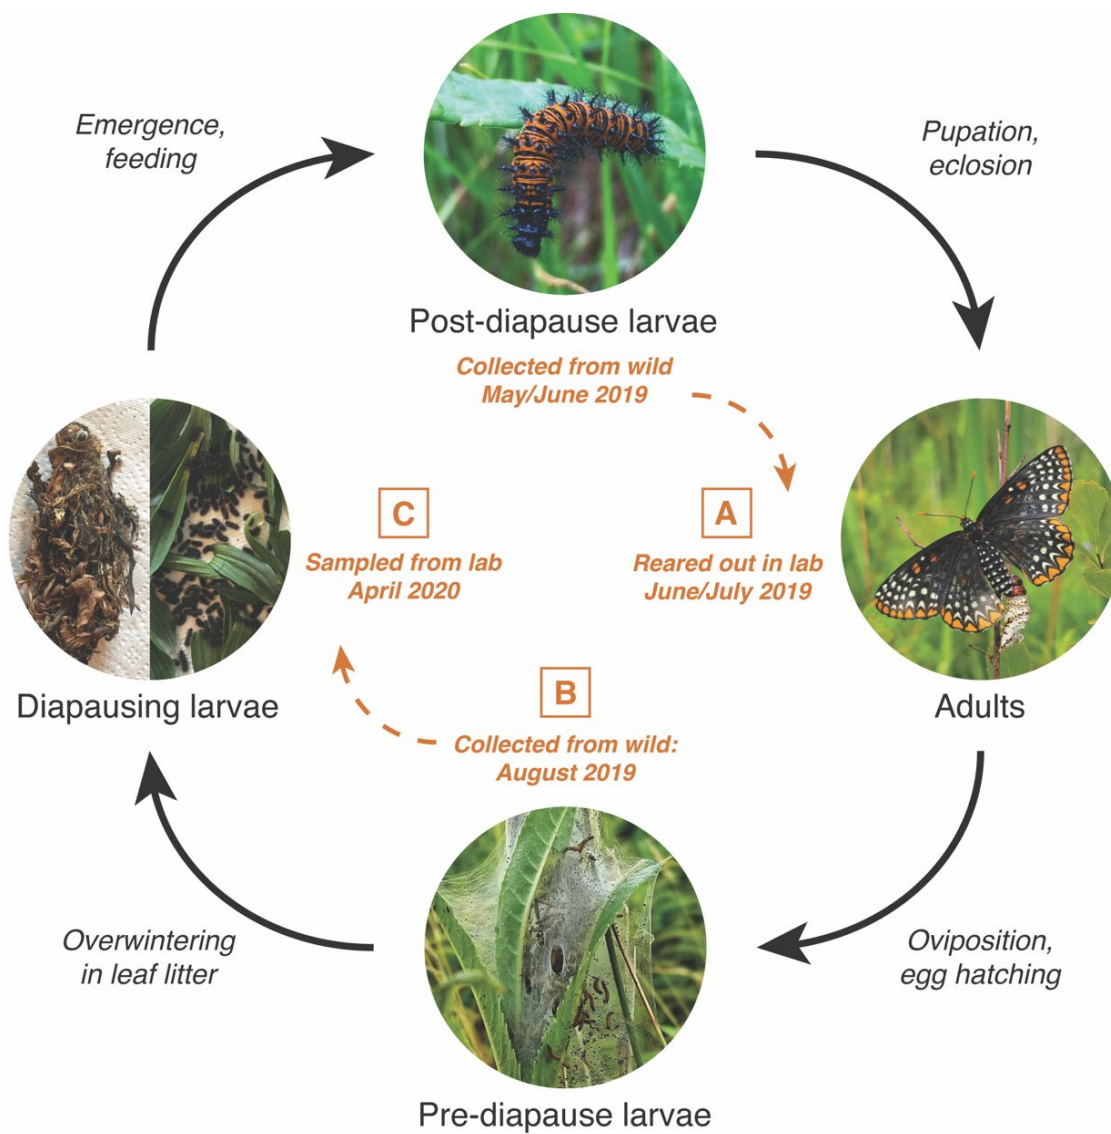 Emergence,
feeding
Pupation,
eclosion
Post-diapause larvae
Collected from wild
May/June 2019
C
Sampled from lab
April 2020
A
Reared out in lab
June/July 2019
Diapausing larvae
B
Collected from wild:
August 2019
Adults
Overwintering
in leaf litter
Oviposition,
egg hatching
Pre-diapause larvae